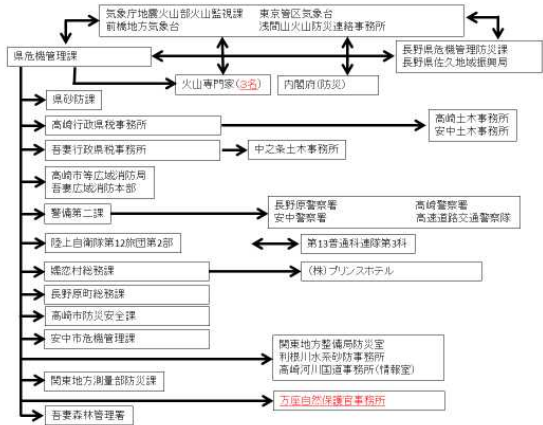 気象庁地震火山部火山監視課 東京管区気象台
前橋地方気象台 浅間山火山防災連絡事務所
県危機管理課
長野県危機管理防災課
長野県佐久地域振興局
火山専門家(3名)
内閣府(防災)
県砂防課
高崎行政県税事務所
高崎土木事務所
安中土木事務所
吾妻行政県税事務所
中之条土木事務所
高崎市等広域消防局
吾妻広域消防本部
警備第二課
長野原警察署 高崎警察署
安中警察署 高速道路交通警察隊
陸上自衛隊第12旅団第2部
第13普通科連隊第3科
嬬恋村総務課
(株)プリンスホテル
長野原町総務課
高崎市防災安全課
安中市危機管理課
関東地方整備局防災室
利根川水系砂防事務所
高崎河川国道事務所(情報室)
関東地方測量部防災課
万座自然保護官事務所
吾妻森林管理署